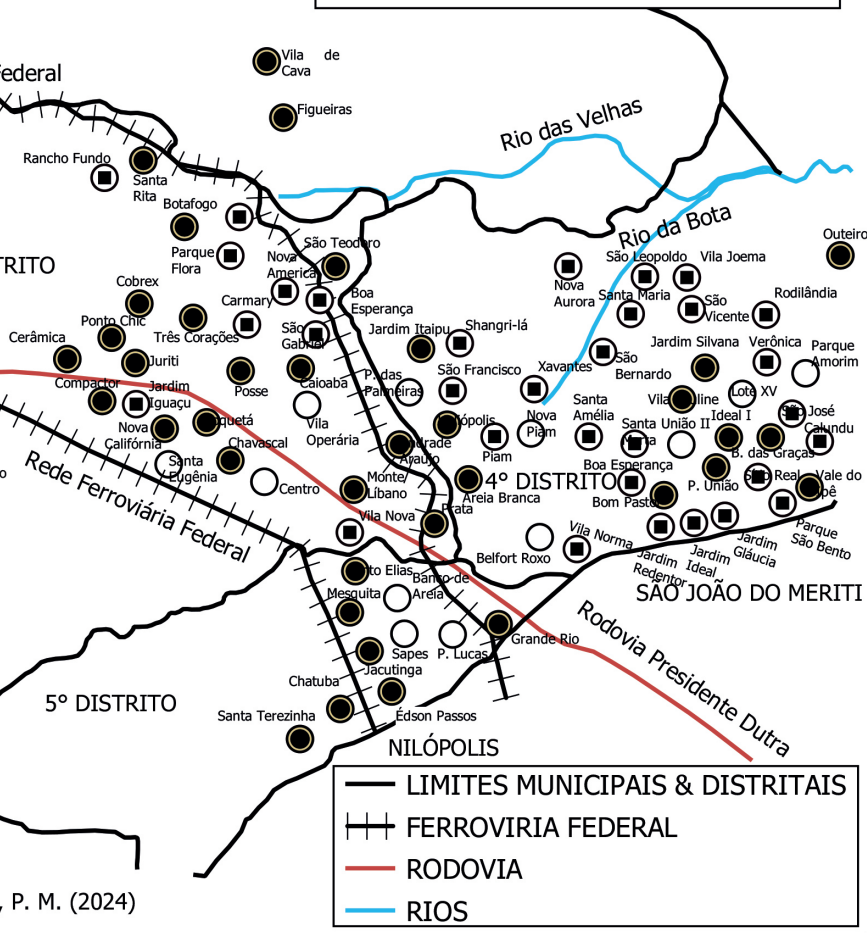 Vila de
Cava
Figueiras
Federal
Rio das Velhas
Rancho Fundo
Santa
Rita
Botafogo
Parque
Flora
São Teodoro
Nova
America
Boa
Esperança
Rio da Bota
São Leopoldo
Vila Joema
Outeiro
Nova
Aurora
Santa Maria
São
Vicente
Rodilândia
TRITO
Cobrex
Carmary
Ponto Chic
Três Corações
São
Gabriel
Jardim Itaipu
Shangri-lá
Cerâmica
Juriti
Posse
Caioaba
P. das
Palmeiras
São Francisco
Xavantes
São
Bernardo
Jardim Silvana
Verônica
Parque
Amorim
Compactor
Jardim
Iguaçu
Nova
Califórnia
Chavascal
Vila
Operária
Nova
Piam
Piam
Santa
Amélia
Santa
União II
Lote XV
Ideal I
São José
Calundu
B. das Graças
Santa
Eugênia
Centro
Monte
Líbano
Areia Branca
4° DISTRITO
Boa Esperança
Bom Pastor
P. União
Vale do
Rede Ferroviária Federal
Vila Nova
Prata
Belfort Roxo
Vila Norma
Jardim
Redentor
Jardim
Ideal
Jardim
Gláucia
Parque
São Bento
SÃO JOÃO DO MERITI
Banco de
Areia
Mesquita
Sapes
P. Lucas
Grande Rio
Rodovia Presidente Dutra
Jacutinga
Chatuba
Édson Passos
Santa Terezinha
5° DISTRITO
NILÓPOLIS
LIMITES MUNICIPAIS & DISTRITAIS
FERROVIRIA FEDERAL
RODOVIA
RIOS
, P. M. (2024)